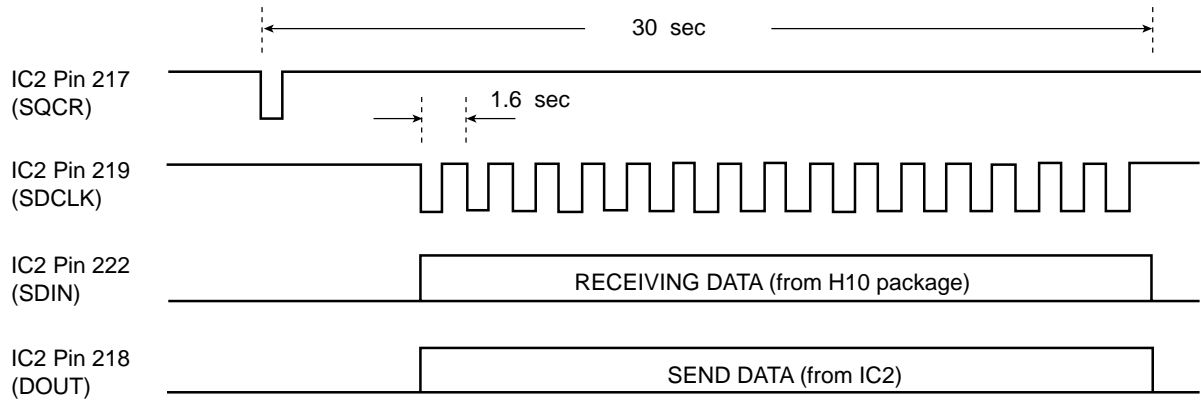 30 sec
IC2 Pin 217
(SQCR)
1.6 sec
IC2 Pin 219
(SDCLK)
IC2 Pin 222
(SDIN)
RECEIVING DATA (from H10 package)
IC2 Pin 218
(DOUT)
SEND DATA (from IC2)